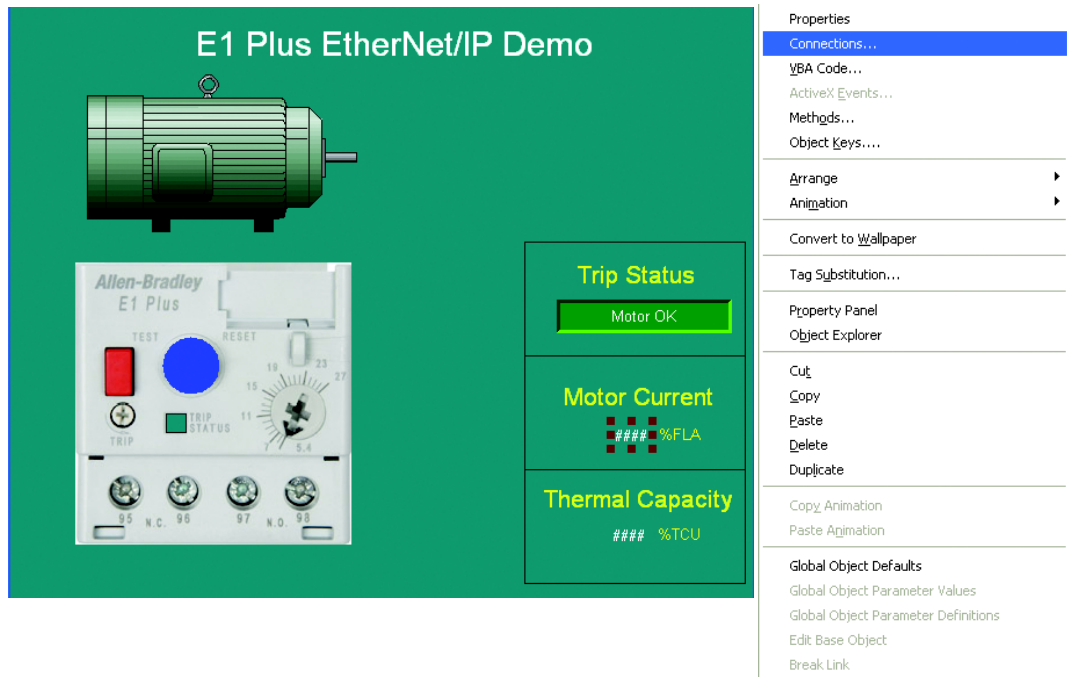 E1 Plus EtherNet/IP Demo
Allen-Bradley
E1 Plus
TEST
RESET
19
23
27
15
11
7
5.4
TRIP
STATUS
TRIP
95
N.C.
96
97
N.O.
98
Trip Status
Motor OK
Motor Current
#### %FLA
Thermal Capacity
#### %TCU
Properties
Connections...
VBA Code...
ActiveX Events...
Methods...
Object Keys....
Arrange
Animation
Convert to Wallpaper
Tag Substitution...
Property Panel
Object Explorer
Cut
Copy
Paste
Delete
Duplicate
Copy Animation
Paste Animation
Global Object Defaults
Global Object Parameter Values
Global Object Parameter Definitions
Edit Base Object
Break Link